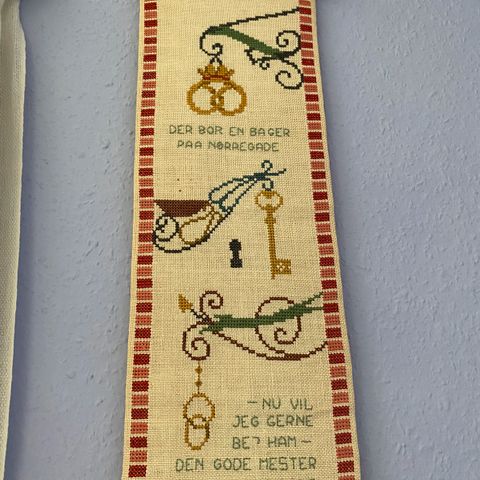 DER BOR EN BAGER
PAA NØRREGADE
— NU VIL
JEG GERNE
BE? HAM —
DEN GODE MESTER